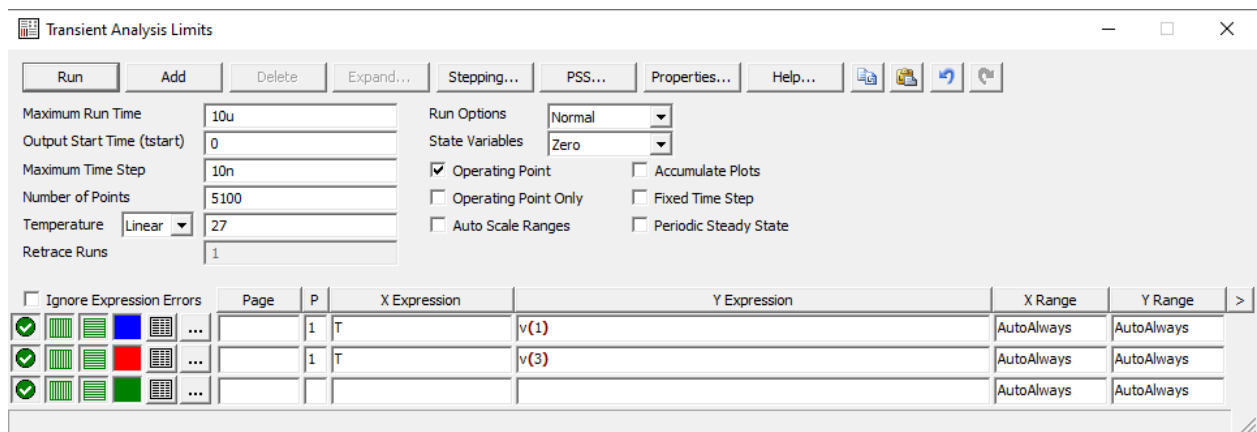 Transient Analysis Limits
Run Add Delete Expand... Stepping... PSS... Properties... Help...
Maximum Run Time 10u Run Options Normal
Output Start Time (tstart) 0 State Variables Zero
Maximum Time Step 10n Operating Point Accumulate Plots
Number of Points 5100 Operating Point Only Fixed Time Step
Temperature Linear 27 Auto Scale Ranges Periodic Steady State
Retrace Runs 1
Ignore Expression Errors Page P X Expression Y Expression X Range Y Range >
... 1 T v(1) AutoAlways AutoAlways
... 1 T v(3) AutoAlways AutoAlways
... AutoAlways AutoAlways